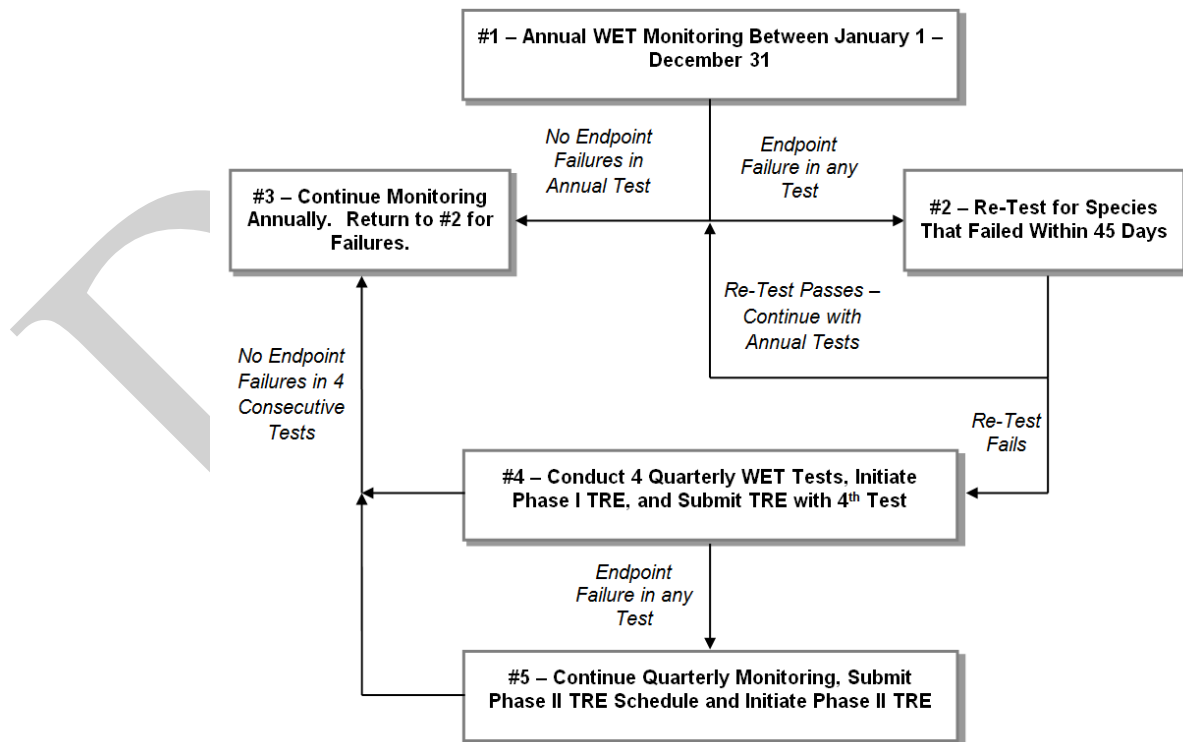 #1 – Annual WET Monitoring Between January 1 –
December 31
No Endpoint
Failures in
Annual Test
Endpoint
Failure in any
Test
#3 – Continue Monitoring
Annually. Return to #2 for
Failures.
#2 – Re-Test for Species
That Failed Within 45 Days
Re-Test Passes –
Continue with
Annual Tests
No Endpoint
Failures in 4
Consecutive
Tests
Re-Test
Fails
#4 – Conduct 4 Quarterly WET Tests, Initiate
Phase I TRE, and Submit TRE with 4th Test
Endpoint
Failure in any
Test
#5 – Continue Quarterly Monitoring, Submit
Phase II TRE Schedule and Initiate Phase II TRE